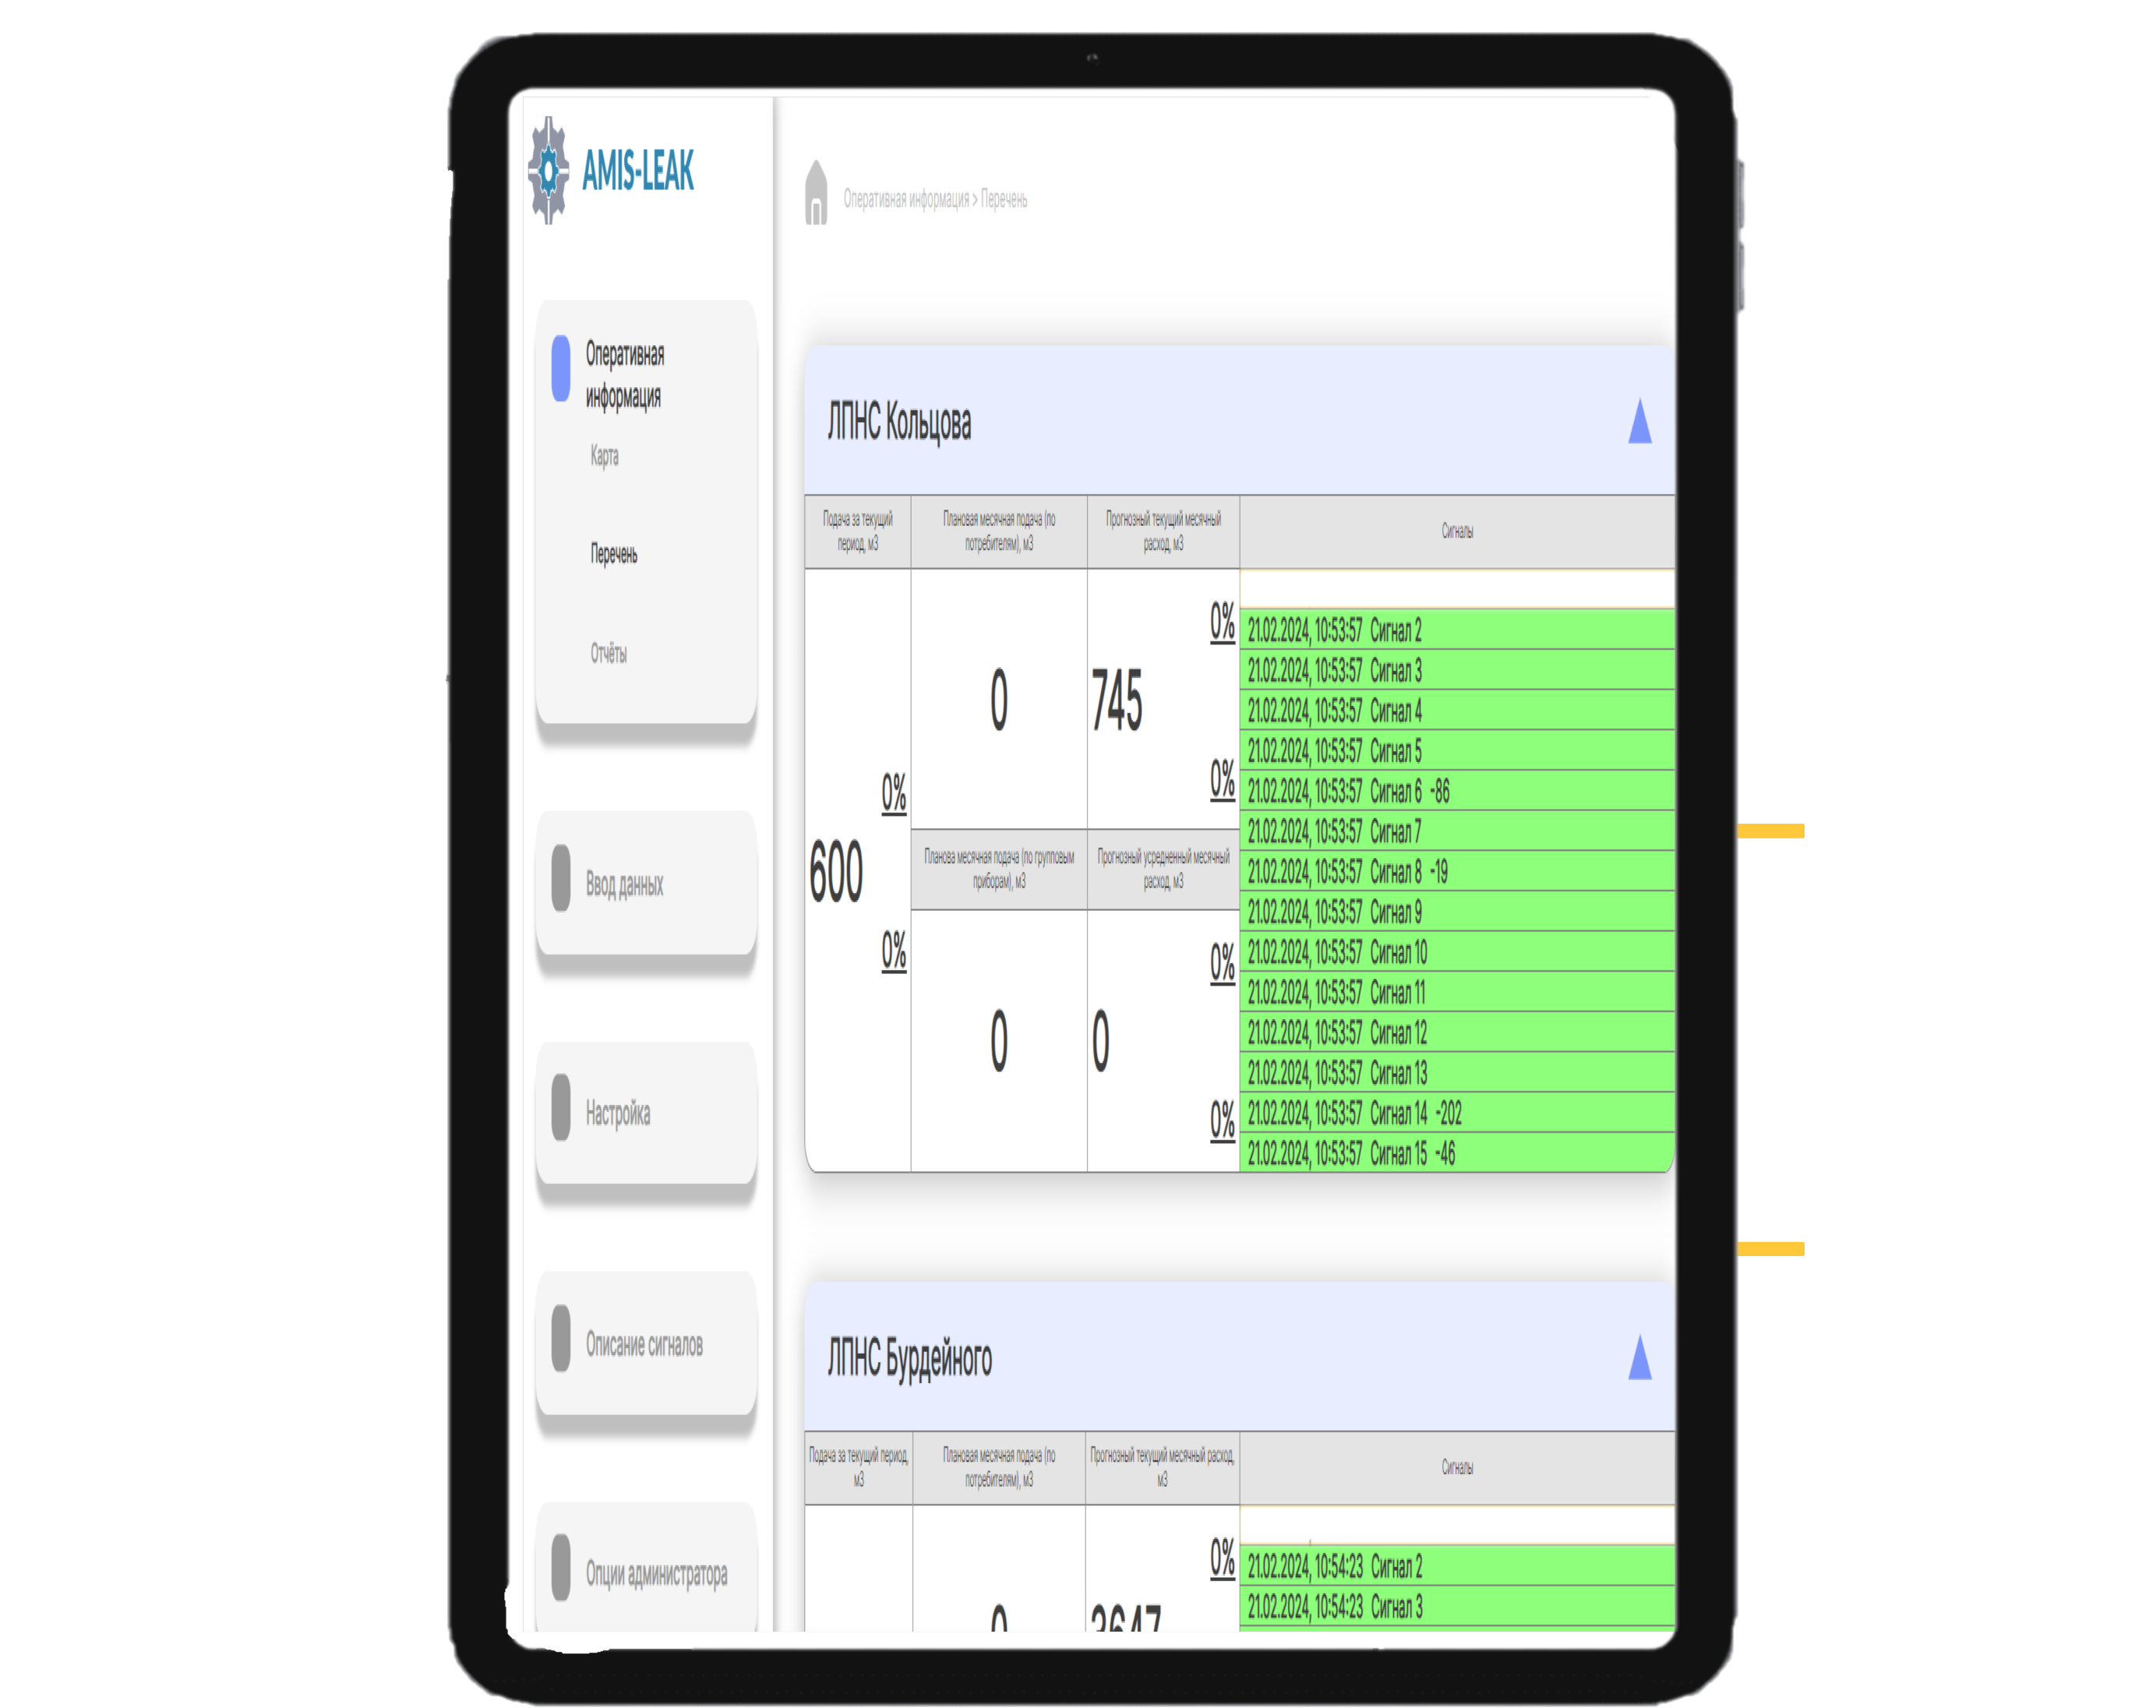 AMIS-LEAK
Оперативная информация > Перечень
Оперативная
информация
Карта
Перечень
Отчёты
Ввод данных
Настройка
Описание сигналов
Опции администратора
ЛПНС Кольцова
Подача за текущий
период, м3
Плановая месячная подача (по
потребителям), м3
Прогнозный текущий месячный
расход, м3
Сигналы
600
0%
0%
0
745
0%
0%
Планова месячная подача (по групповым
приборам), м3
Прогнозный усредненный месячный
расход, м3
0
0
0%
0%
21.02.2024, 10:53:57 Сигнал 2
21.02.2024, 10:53:57 Сигнал 3
21.02.2024, 10:53:57 Сигнал 4
21.02.2024, 10:53:57 Сигнал 5
21.02.2024, 10:53:57 Сигнал 6 -86
21.02.2024, 10:53:57 Сигнал 7
21.02.2024, 10:53:57 Сигнал 8 -19
21.02.2024, 10:53:57 Сигнал 9
21.02.2024, 10:53:57 Сигнал 10
21.02.2024, 10:53:57 Сигнал 11
21.02.2024, 10:53:57 Сигнал 12
21.02.2024, 10:53:57 Сигнал 13
21.02.2024, 10:53:57 Сигнал 14 -202
21.02.2024, 10:53:57 Сигнал 15 -46
ЛПНС Бурдейного
Подача за текущий период,
м3
Плановая месячная подача (по
потребителям), м3
Прогнозный текущий месячный расход,
м3
Сигналы
0
3647
0%
21.02.2024, 10:54:23 Сигнал 2
21.02.2024, 10:54:23 Сигнал 3